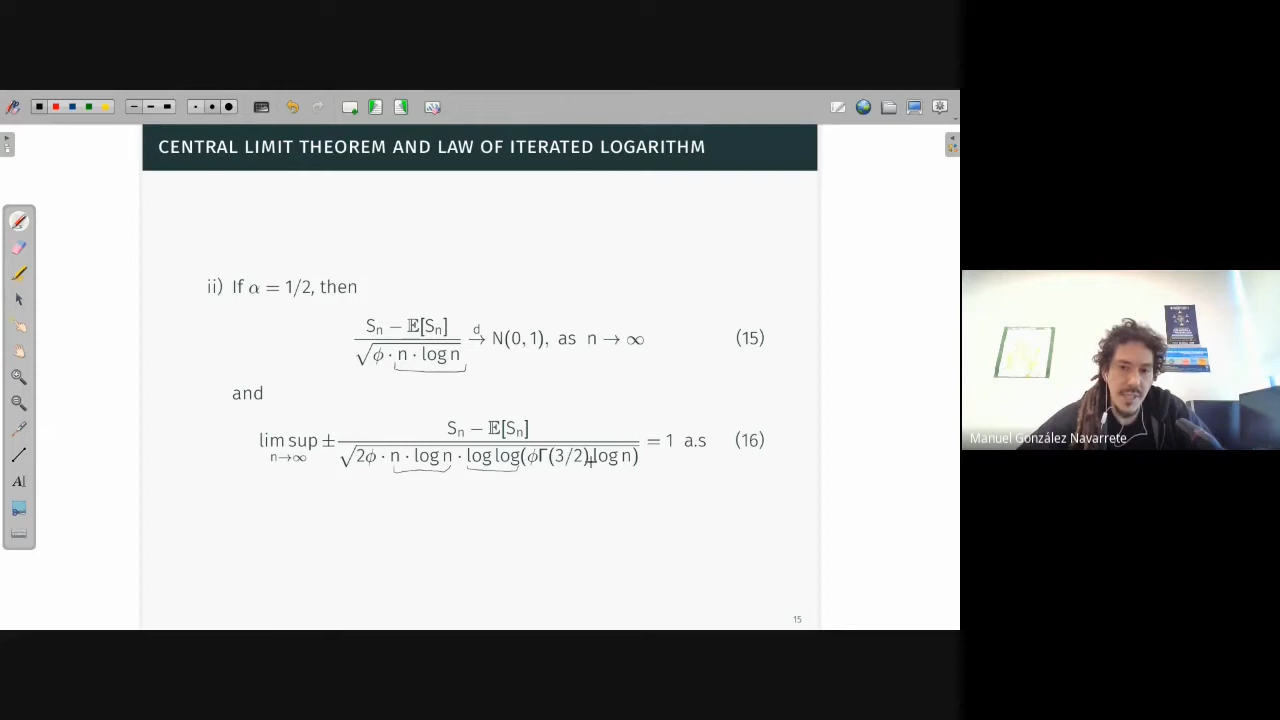 CENTRAL LIMIT THEOREM AND LAW OF ITERATED LOGARITHM
ii) If α = 1/2, then
(Sₙ − 𝔼[Sₙ]) / √(ϕ · n · log n) →ᵈ N(0, 1), as n → ∞ (15)
and
lim sup n→∞ ± (Sₙ − 𝔼[Sₙ]) / √(2ϕ · n · log n · log log(ϕΓ(3/2) log n)) = 1 a.s (16)
15
Manuel González Navarrete
AI